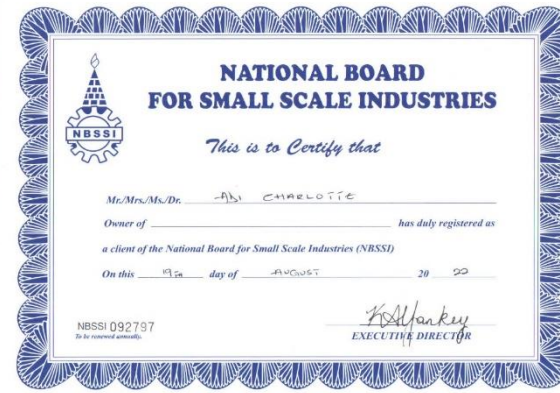 NATIONAL BOARD
FOR SMALL SCALE INDUSTRIES
NBSSI
This is to Certify that
Mr./Mrs./Ms./Dr. ADI CHARLOTTE
Owner of has duly registered as
a client of the National Board for Small Scale Industries (NBSSI)
On this 19TH day of AUGUST 20 22
NBSSI 092797
To be renewed annually.
EXECUTIVE DIRECTOR